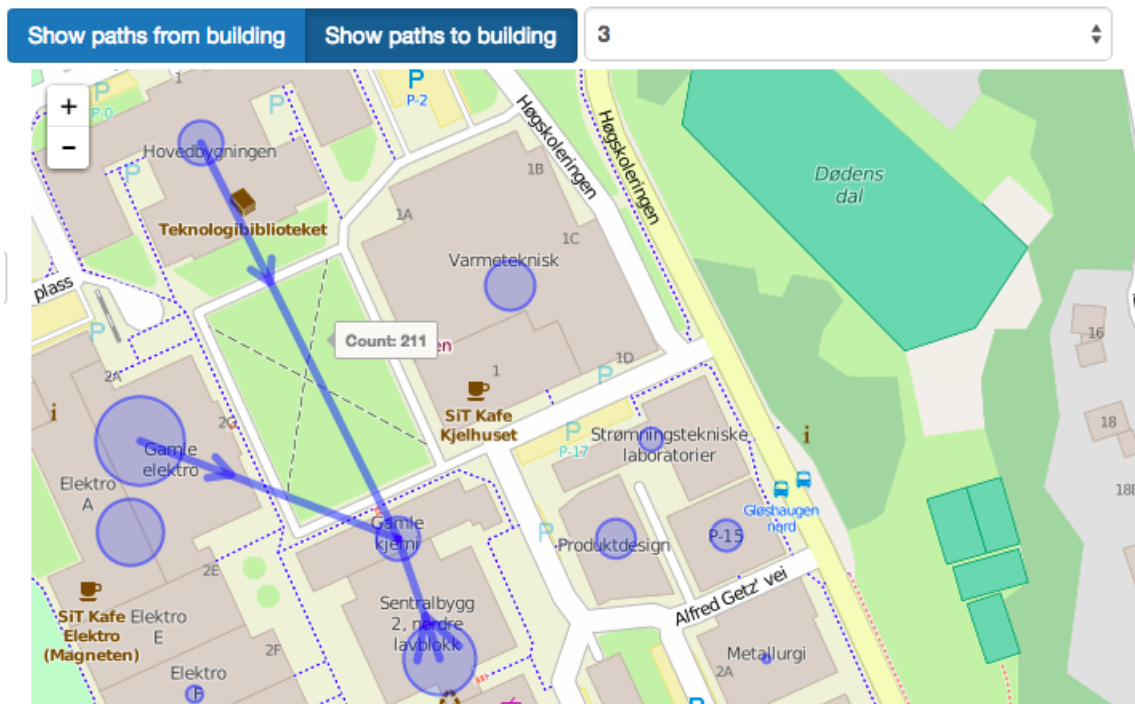 Show paths from building
Show paths to building
3
+
−
i
P
P-0
P
P
P-2
P
Høgskoleringen
Høgskoleringen
Hovedbygningen
Teknologibiblioteket
1A
1B
1C
1D
1
Varmeteknisk
Dødens
dal
plass
P
Count: 211
en
SiT Kafe
Kjelhuset
P
P
P-17
Strømningstekniske
laboratorier
i
Gløshaugen
nord
16
18
18B
2A
i
2G
Gamle
elektro
Elektro
A
Gamle
kjemi
P
Produktdesign
P-15
Alfred Getz' vei
2E
SiT Kafe
Elektro
(Magneten)
Elektro
E
2F
Elektro
F
Sentralbygg
2, nordre
lavblokk
Metallurgi
2A
P